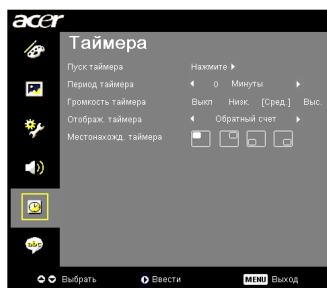 acer
Таймера
Пуск таймера Нажмите
Период таймера 0 Минуты
Громкость таймера Выкл Низк. [Сред.] Выс.
Отображ. таймера Обратный счет
Местонахожд. таймера
abc
Выбрать Ввести MENU Выход